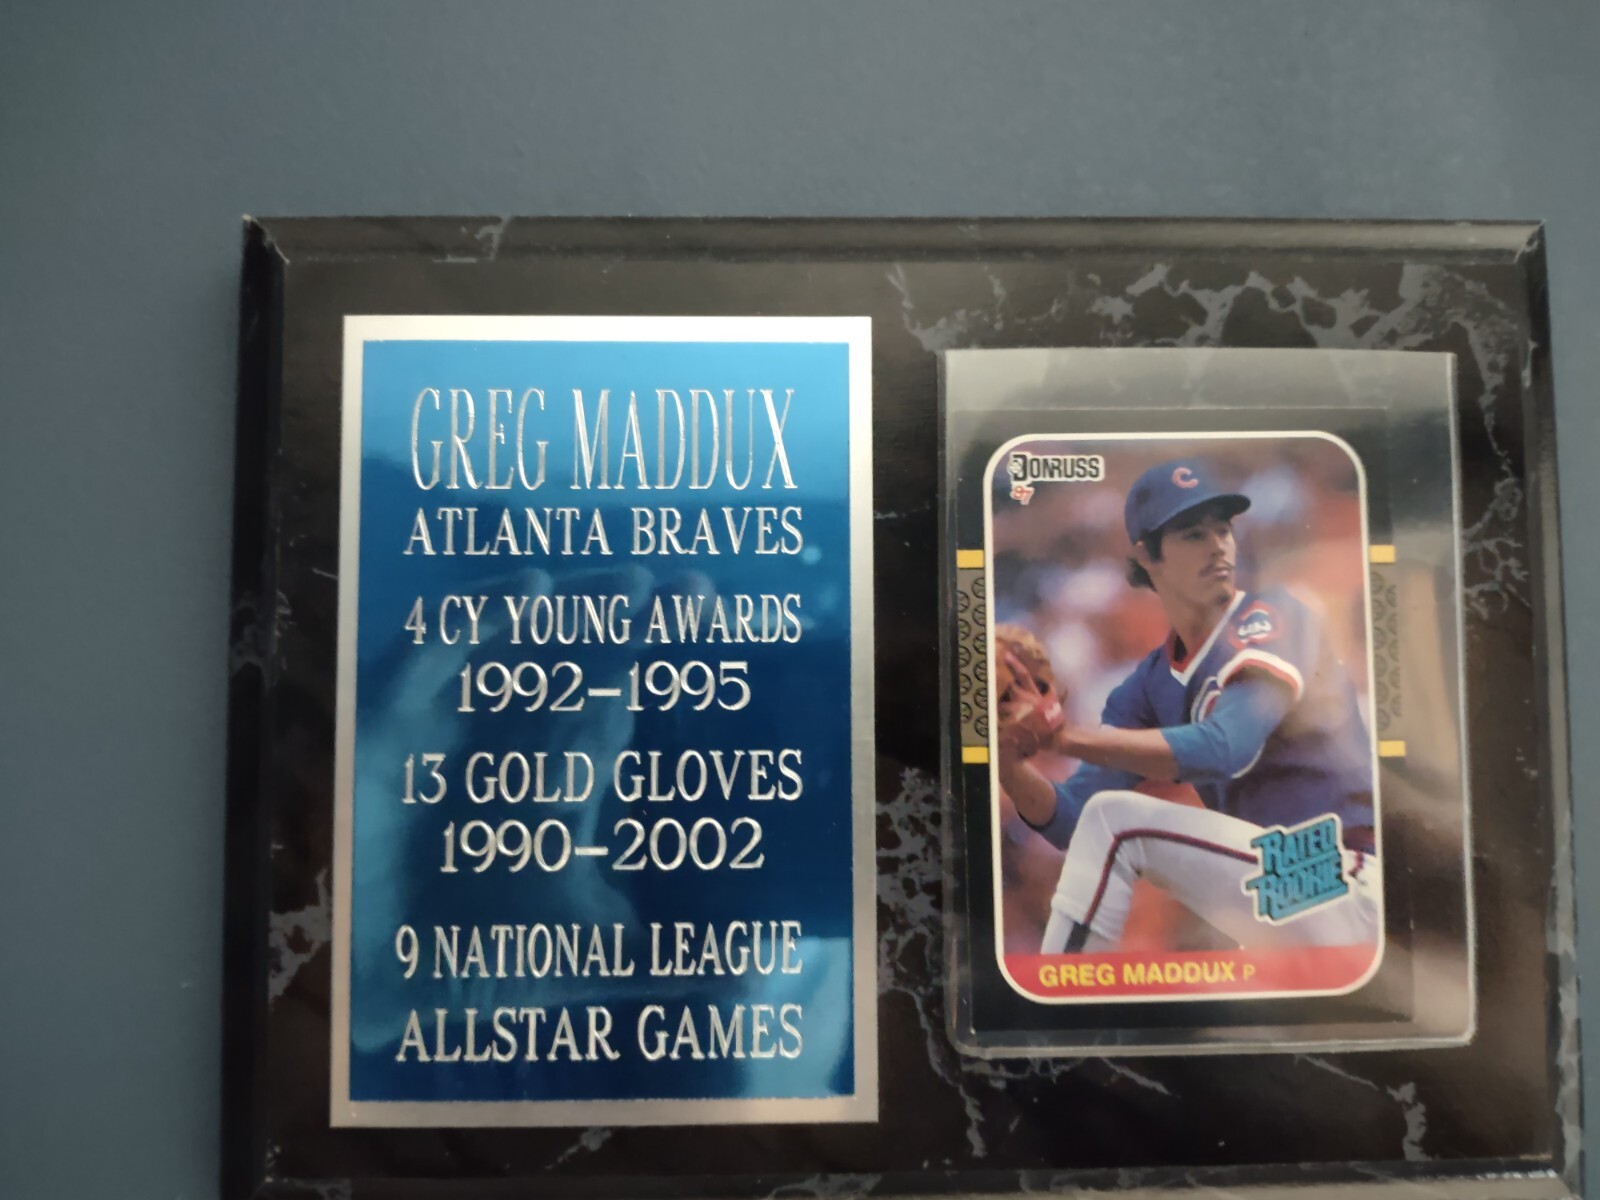 GREG MADDUX
ATLANTA BRAVES
4 CY YOUNG AWARDS
1992-1995
13 GOLD GLOVES
1990-2002
9 NATIONAL LEAGUE
ALLSTAR GAMES
DONRUSS
'87
C
CUBS
RATED
ROOKIE
GREG MADDUX P